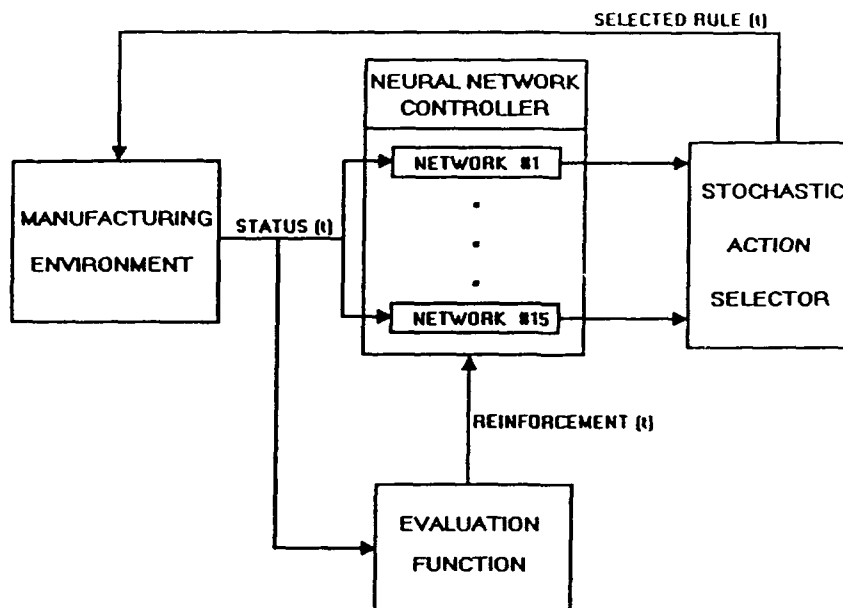 SELECTED RULE (t)
NEURAL NETWORK
CONTROLLER
NETWORK #1
MANUFACTURING
ENVIRONMENT
STATUS (t)
STOCHASTIC
ACTION
SELECTOR
NETWORK #15
REINFORCEMENT (t)
EVALUATION
FUNCTION